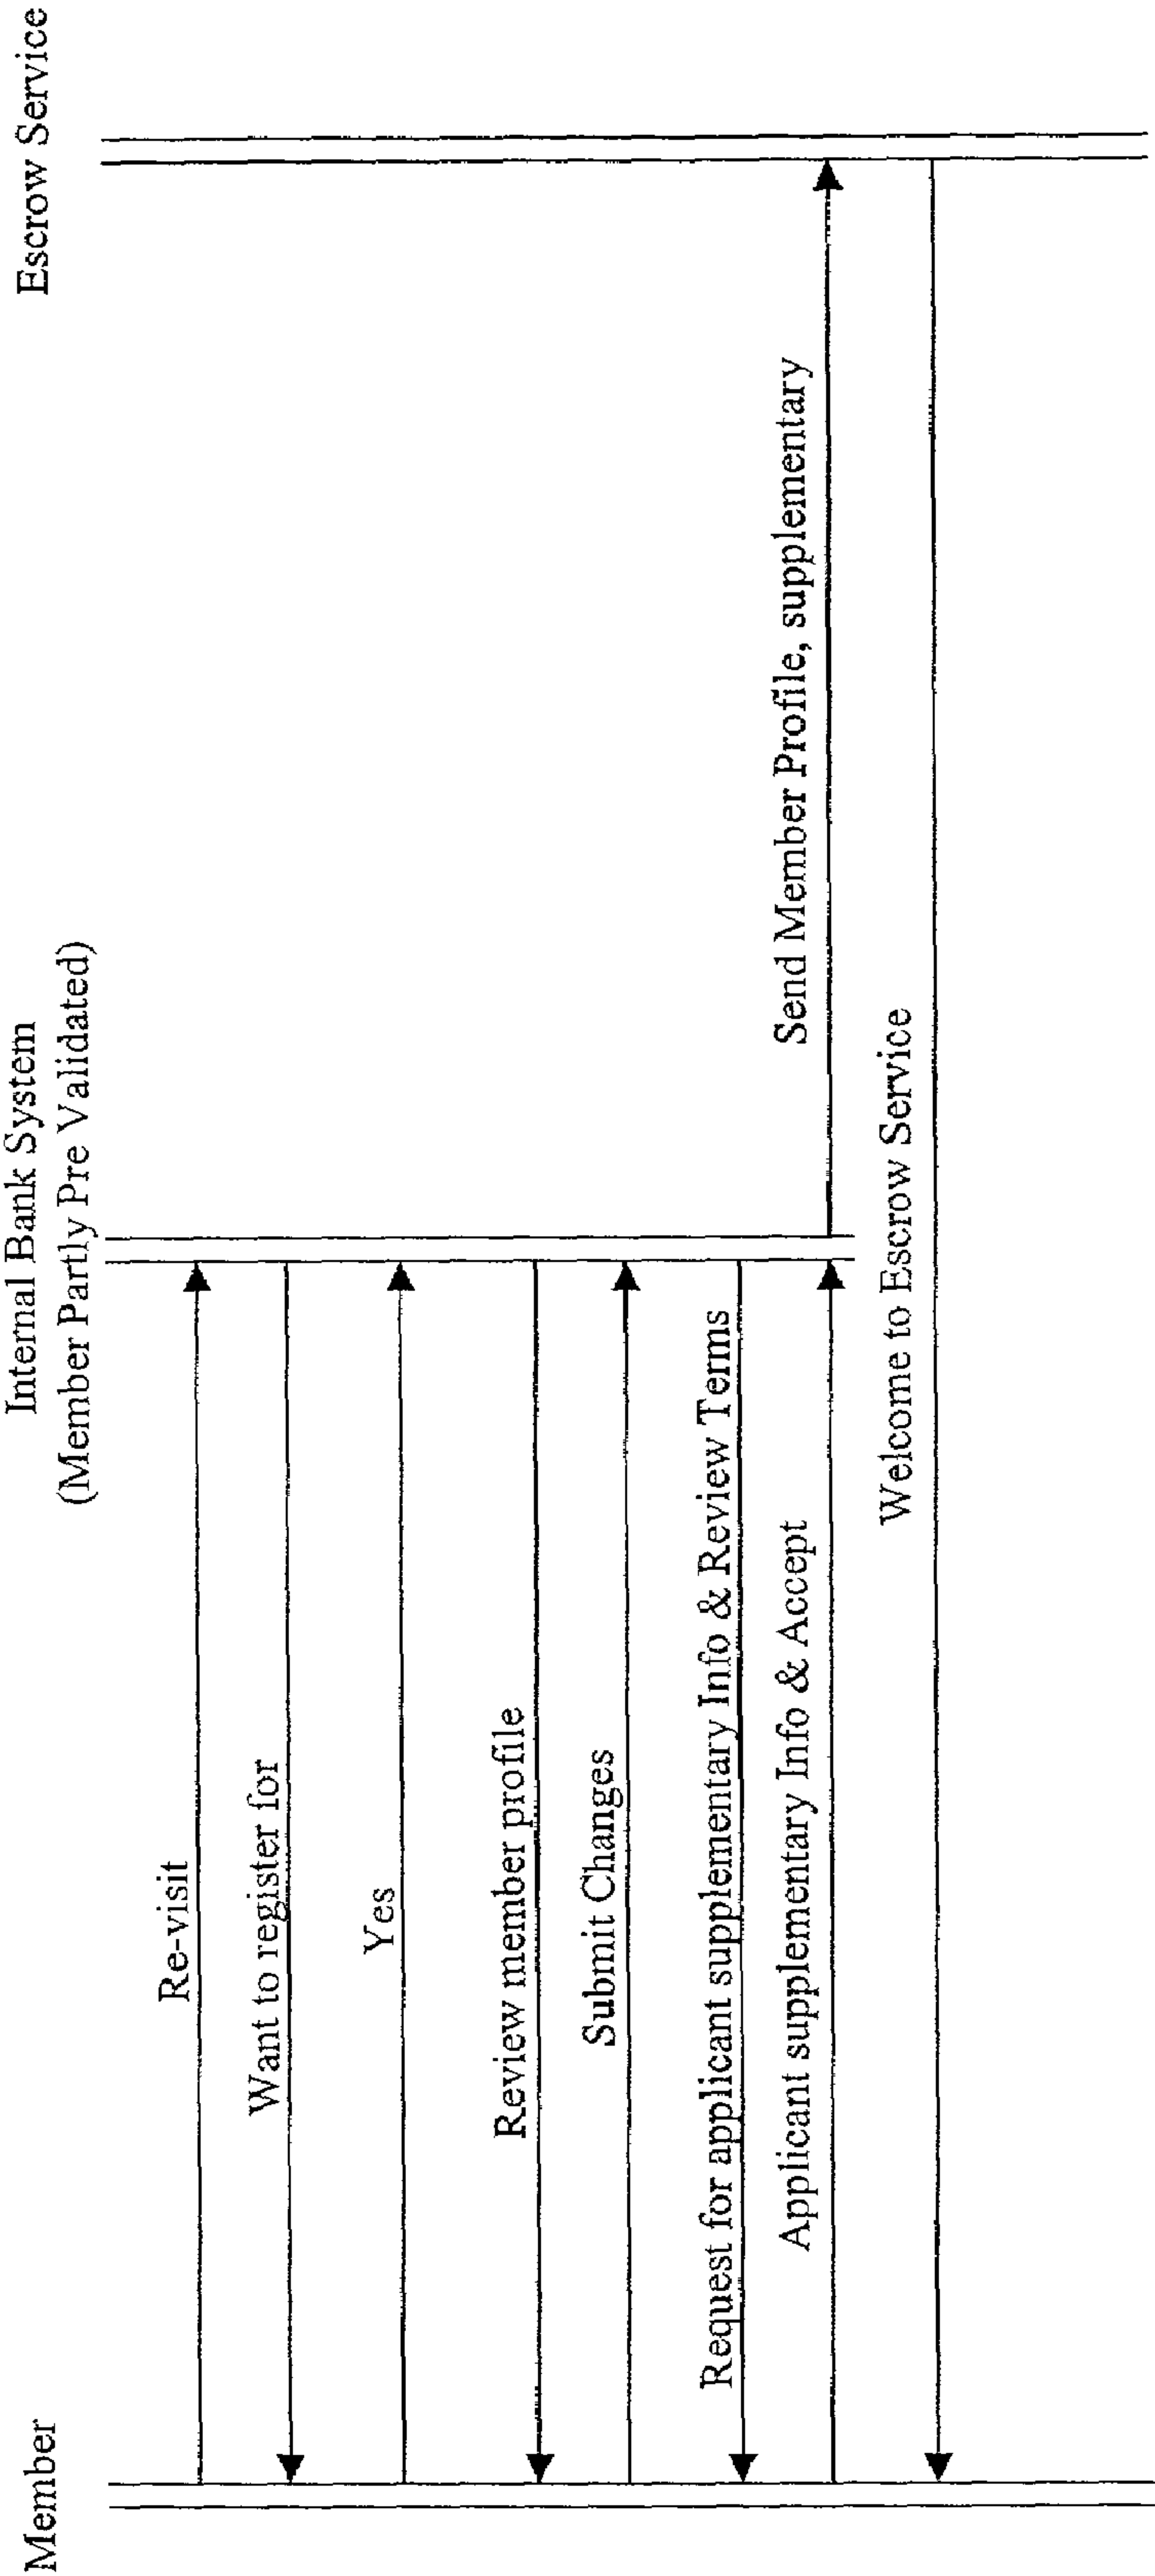 Member
Internal Bank System
(Member Partly Pre Validated)
Escrow Service
Re-visit
Want to register for
Yes
Review member profile
Submit Changes
Request for applicant supplementary Info & Review Terms
Applicant supplementary Info & Accept
Send Member Profile, supplementary
Welcome to Escrow Service